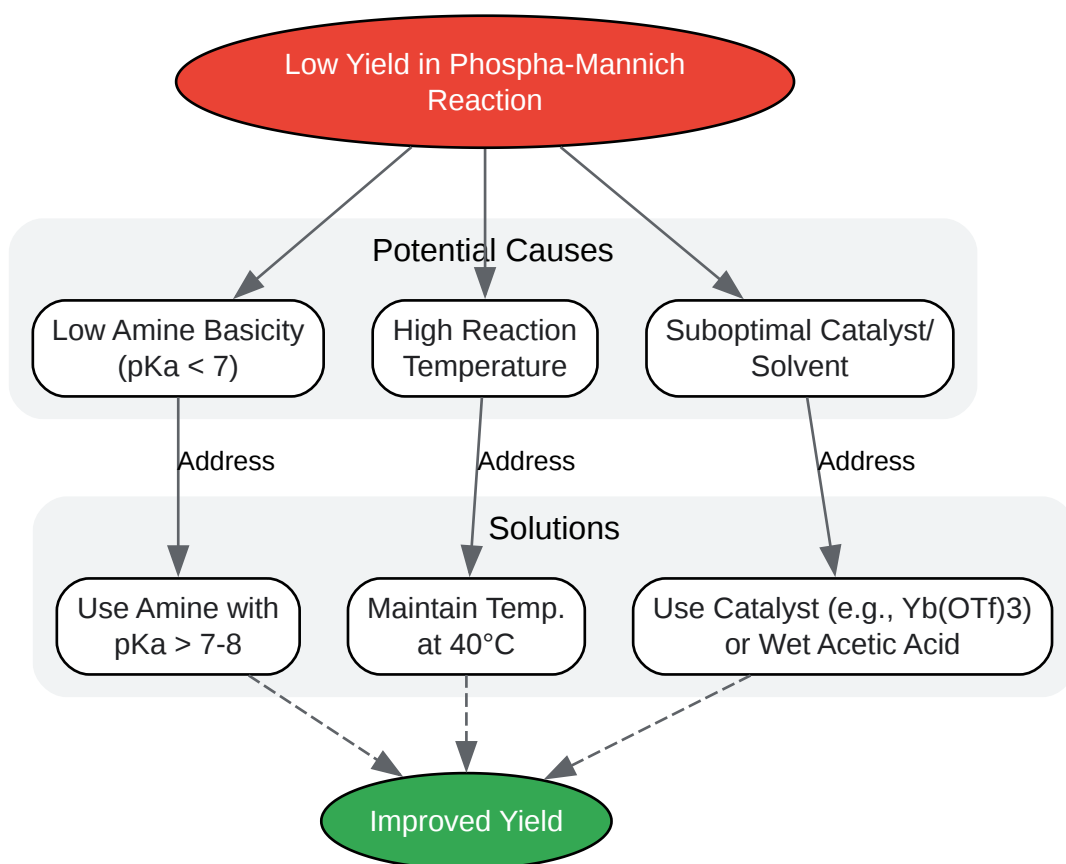 Low Yield in Phospha-Mannich
Reaction
Potential Causes
Low Amine Basicity
(pKa < 7)
High Reaction
Temperature
Suboptimal Catalyst/
Solvent
Address
Address
Address
Solutions
Use Amine with
pKa > 7-8
Maintain Temp.
at 40°C
Use Catalyst (e.g., Yb(OTf)3)
or Wet Acetic Acid
Improved Yield